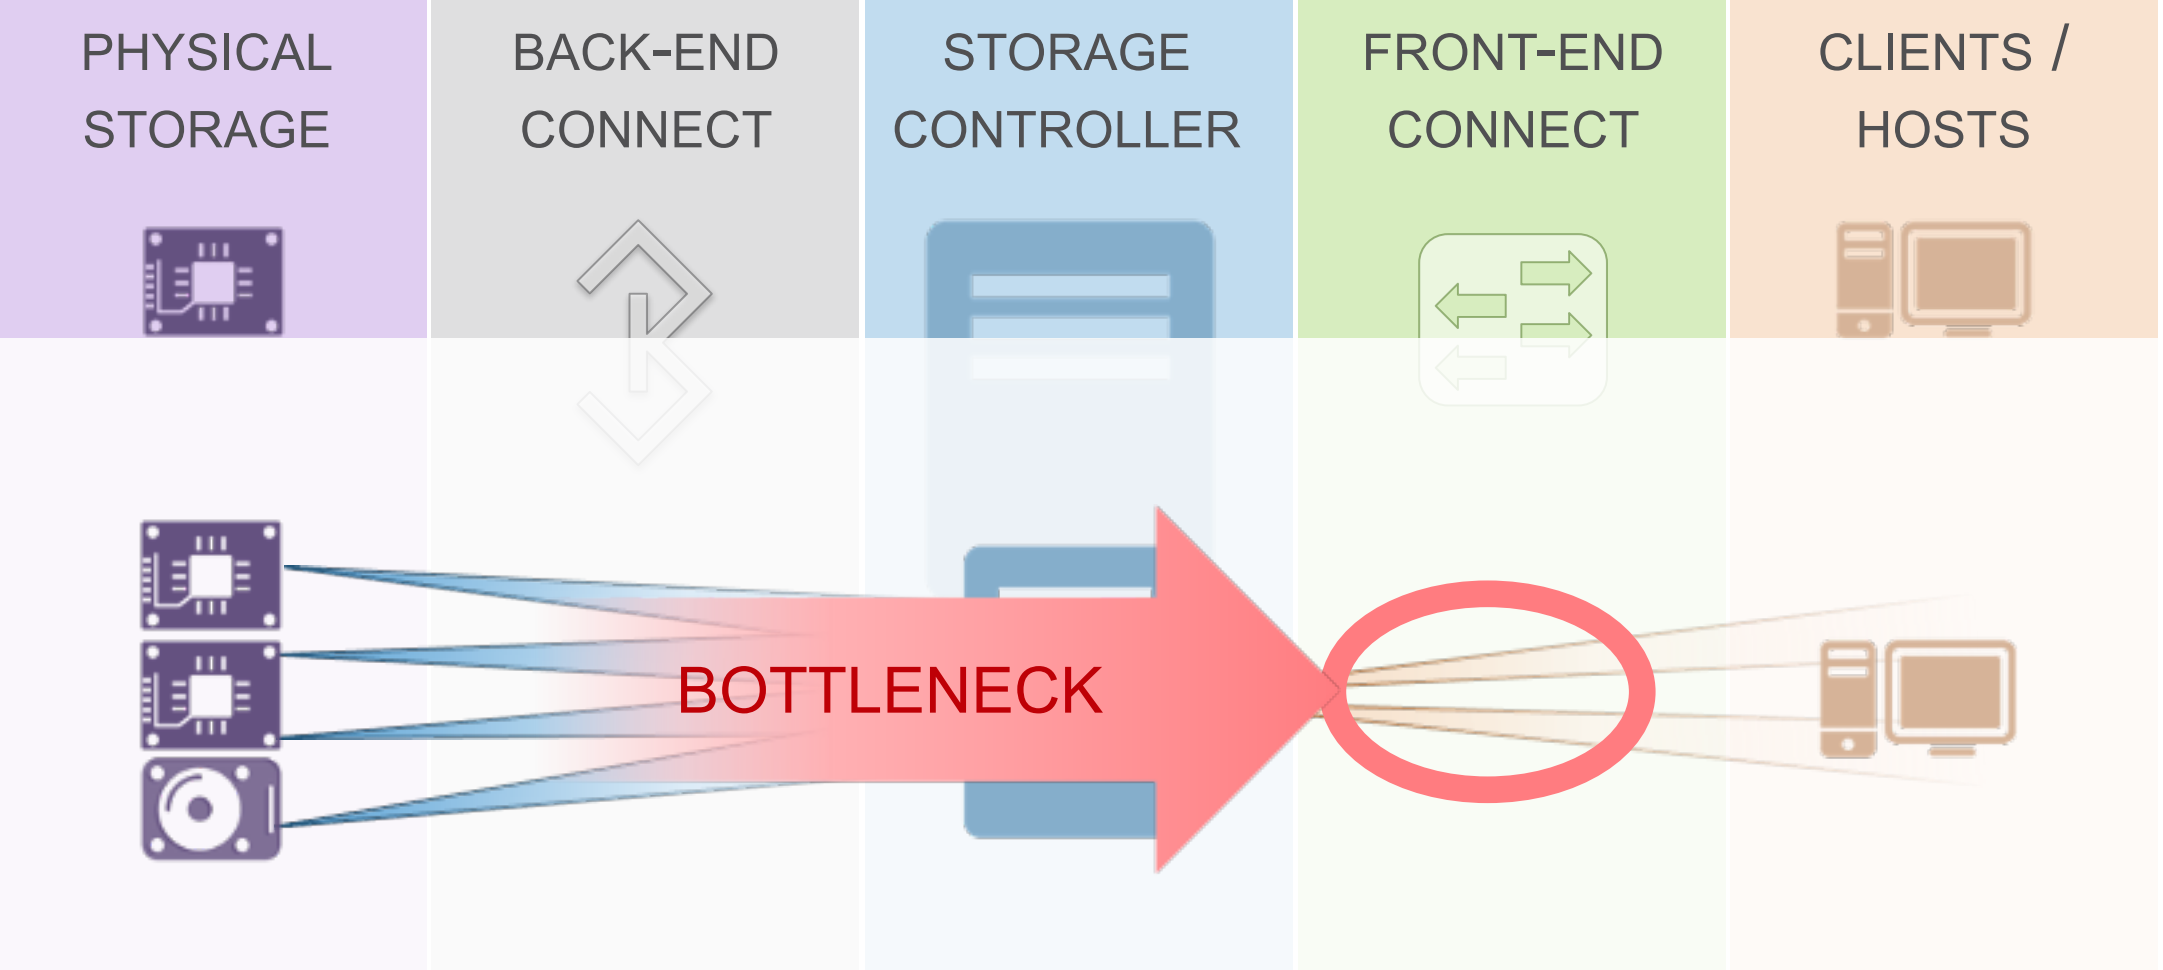 PHYSICAL
STORAGE
BACK-END
CONNECT
STORAGE
CONTROLLER
FRONT-END
CONNECT
CLIENTS /
HOSTS
BOTTLENECK